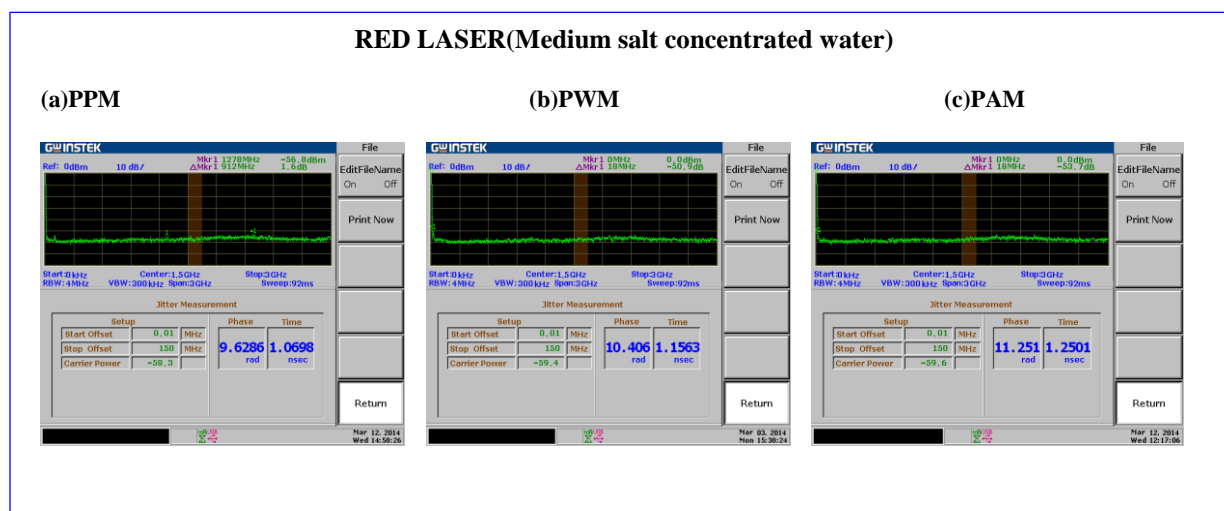 RED LASER(Medium salt concentrated water)
(a)PPM
(b)PWM
(c)PAM
GWINSTEK
File
Ref: 0dBm 10 dB/ Mkr1 1270MHz -56,8dBm
ΔMkr1 912MHz 1,6dB
EditFileName
On Off
Print Now
Start:0kHz Center:1,5GHz Stop:3GHz
RBW:4MHz VBW:300kHz Span:3GHz Sweep:92ms
Jitter Measurement
Setup Phase Time
Start Offset 0,01 MHz
Stop Offset 150 MHz 9.6286 1.0698
rad nsec
Carrier Power -58,3
Return
Mar 12, 2014
Wed 14:58:26
GWINSTEK
File
Ref: 0dBm 10 dB/ Mkr1 0MHz 0,0dBm
ΔMkr1 18MHz -50,9dB
EditFileName
On Off
Print Now
Start:0kHz Center:1,5GHz Stop:3GHz
RBW:4MHz VBW:300kHz Span:3GHz Sweep:92ms
Jitter Measurement
Setup Phase Time
Start Offset 0,01 MHz
Stop Offset 150 MHz 10.406 1.1563
rad nsec
Carrier Power -59,4
Return
Mar 03, 2014
Mon 15:38:24
GWINSTEK
File
Ref: 0dBm 10 dB/ Mkr1 0MHz 0,0dBm
ΔMkr1 18MHz -53,7dB
EditFileName
On Off
Print Now
Start:0kHz Center:1,5GHz Stop:3GHz
RBW:4MHz VBW:300kHz Span:3GHz Sweep:92ms
Jitter Measurement
Setup Phase Time
Start Offset 0,01 MHz
Stop Offset 150 MHz 11.251 1.2501
rad nsec
Carrier Power -59,6
Return
Mar 12, 2014
Wed 12:17:06